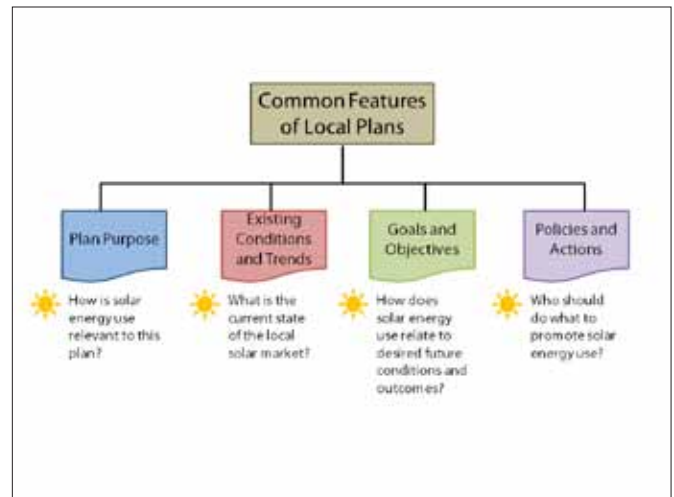 Common Features
of Local Plans
Plan Purpose
Existing
Conditions
and Trends
Goals and
Objectives
Policies and
Actions
How is solar
energy use
relevant to this
plan?
What is the
current state
of the local
solar market?
How does
solar energy
use relate to
desired future
conditions and
outcomes?
Who should
do what to
promote solar
energy use?